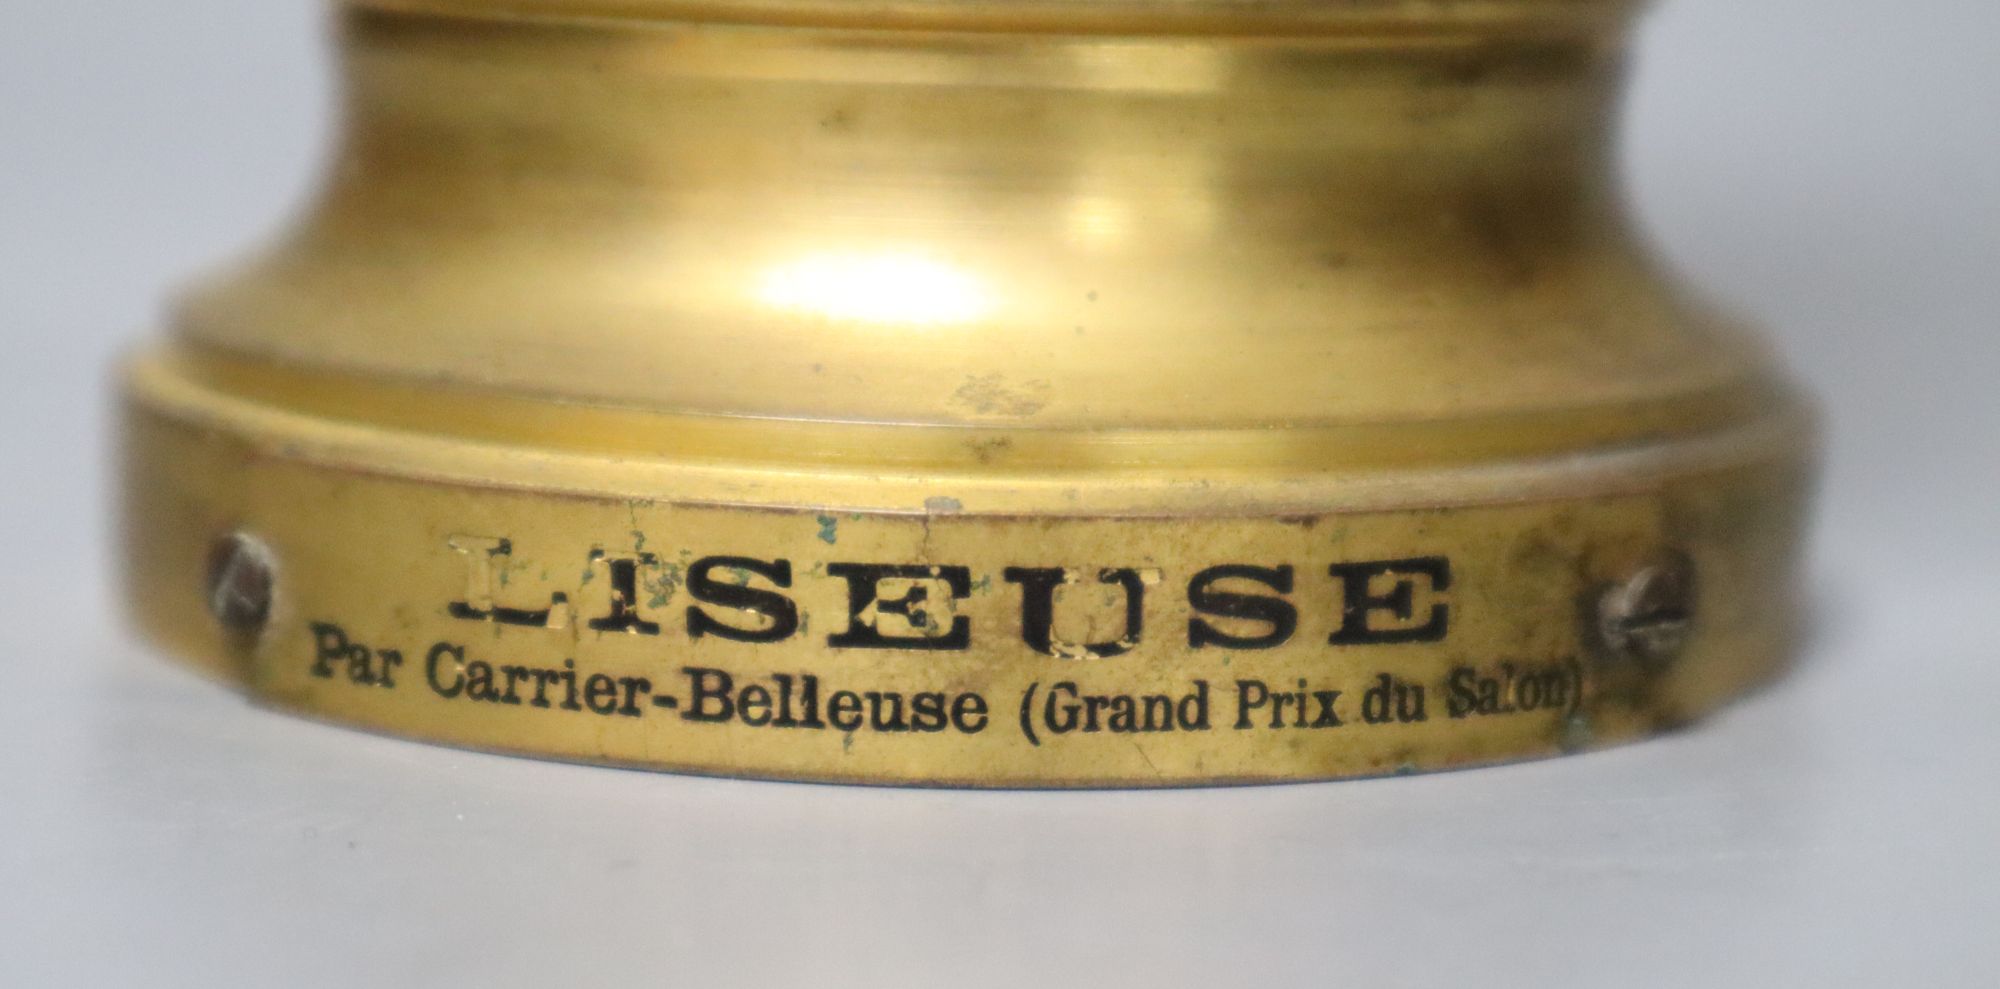 LISEUSE
Par Carrier-Belleuse (Grand Prix du Salon)